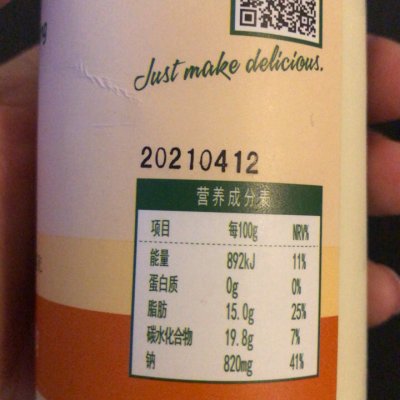 Just make delicious.
20210412
营养成分表
项目 每100g NRV%
能量 892kJ 11%
蛋白质 0g 0%
脂肪 15.0g 25%
碳水化合物 19.8g 7%
钠 820mg 41%